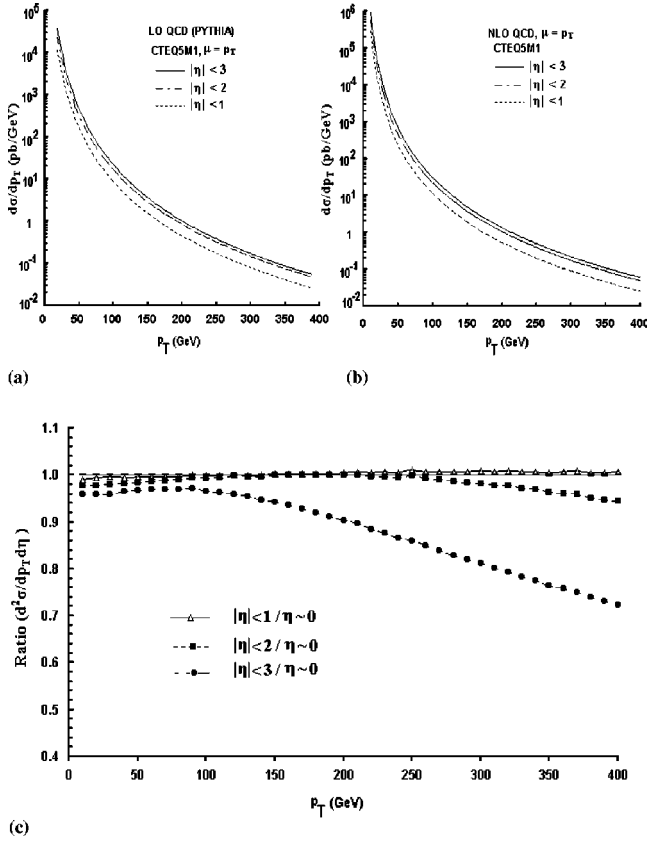 LO QCD (PYTHIA)
CTEQ5M1, μ = pT
|η| < 3
|η| < 2
|η| < 1
dσ/dpT (pb/GeV)
10^5
10^4
10^3
10^2
10^1
1
10^-1
10^-2
0 50 100 150 200 250 300 350 400
pT (GeV)
(a)
NLO QCD, μ = pT
CTEQ5M1
|η| < 3
|η| < 2
|η| < 1
dσ/dpT (pb/GeV)
10^6
10^5
10^4
10^3
10^2
10^1
1
10^-1
10^-2
0 50 100 150 200 250 300 350 400
pT (GeV)
(b)
Ratio (d²σ/dpTdη)
1.1
1.0
0.9
0.8
0.7
0.6
0.5
0.4
|η|<1/η~0
|η|<2/η~0
|η|<3/η~0
0 50 100 150 200 250 300 350 400
pT (GeV)
(c)